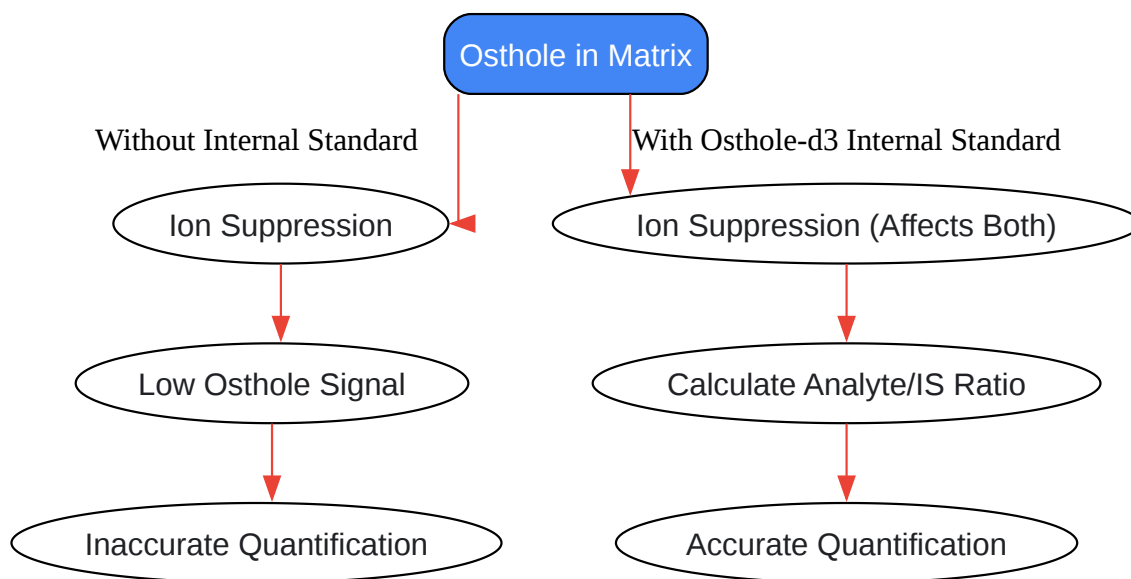 Osthole in Matrix
Without Internal Standard
With Osthole-d3 Internal Standard
Ion Suppression
Ion Suppression (Affects Both)
Low Osthole Signal
Calculate Analyte/IS Ratio
Inaccurate Quantification
Accurate Quantification